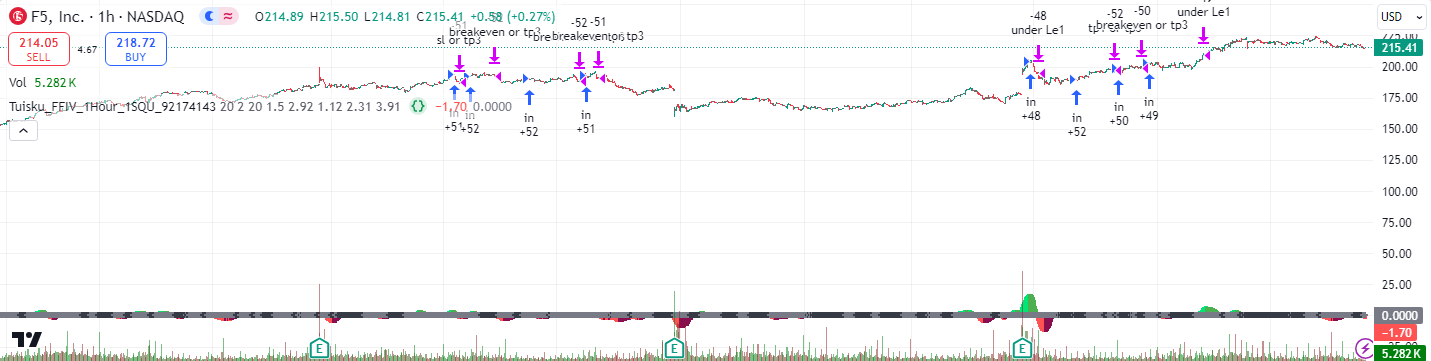 F5, Inc. · 1h · NASDAQ
O214.89 H215.50 L214.81 C215.41 +0.58 (+0.27%)
214.05
SELL
4.67
218.72
BUY
Vol 5.282 K
Tuisku_FFIV_1Hour_1SQU_92174143 20 2 20 1.5 2.92 1.12 2.31 3.91 {} −1.70 0.0000
-51
sl or tp3
breakeven or tp3
-52
-51
breakeven or tp3
-48
under Le1
-52
-50
breakeven or tp3
under Le1
in
+51
in
+52
in
+52
in
+51
in
+48
in
+52
in
+50
in
+49
USD
215.41
200.00
175.00
150.00
125.00
100.00
75.00
50.00
25.00
0.0000
−1.70
5.282 K
E
E
E